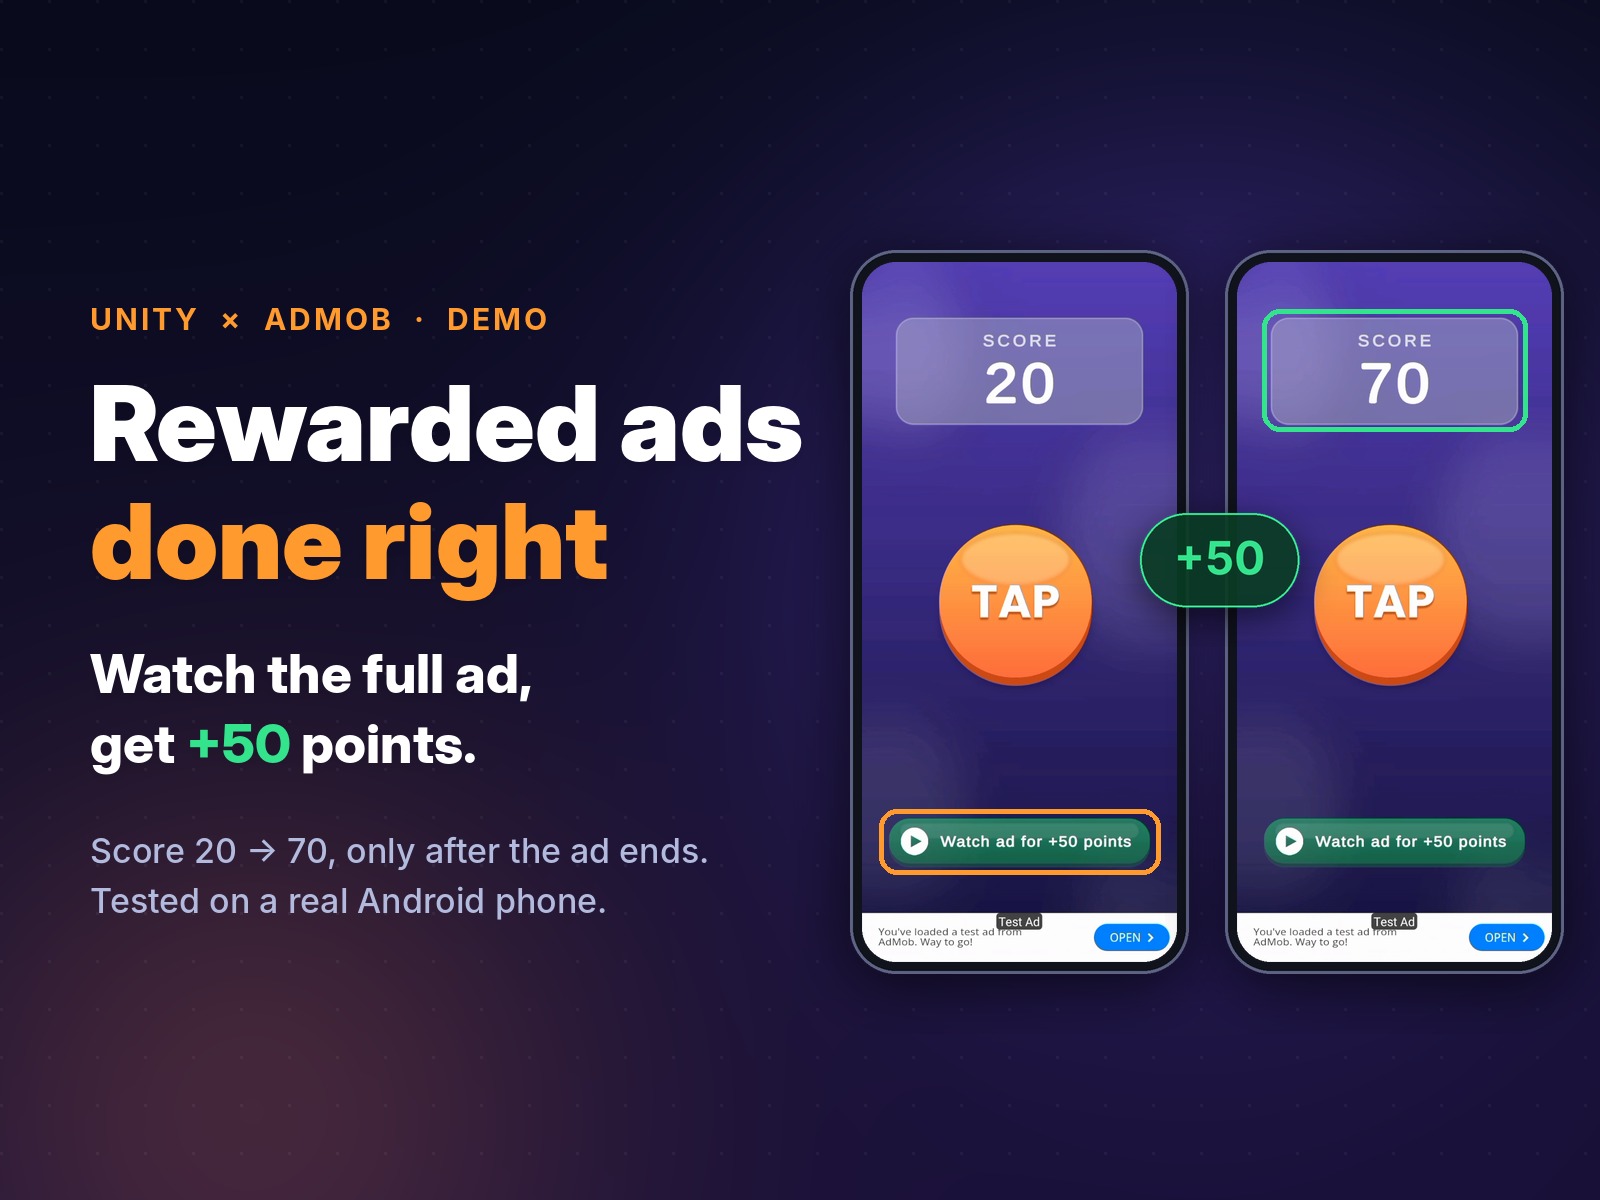 UNITY × ADMOB · DEMO
Rewarded ads
done right
Watch the full ad,
get +50 points.
Score 20 → 70, only after the ad ends.
Tested on a real Android phone.
SCORE
20
TAP
Watch ad for +50 points
Test Ad
You've loaded a test ad from
AdMob. Way to go!
OPEN
+50
SCORE
70
TAP
Watch ad for +50 points
Test Ad
You've loaded a test ad from
AdMob. Way to go!
OPEN